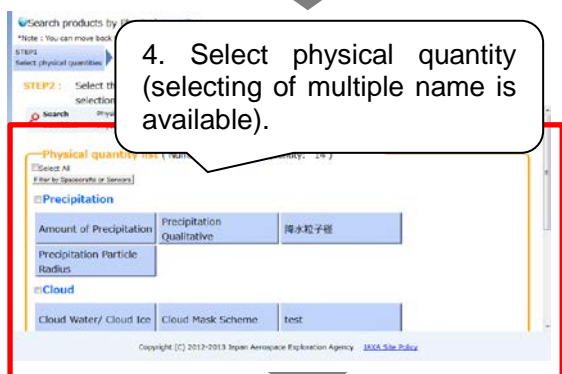 Search products by
*Note : You can move back
STEP1
Select physical quantities
4. Select physical quantity
(selecting of multiple name is
available).
STEP2 : Select th
selection
Search
Physical quantity list
14 )
Select All
Filter by Spacecrafts or Sensors
Precipitation
Amount of Precipitation
Precipitation
Qualitative
降水粒子径
Precipitation Particle
Radius
Cloud
Cloud Water/ Cloud Ice
Cloud Mask Scheme
test
Copyright (C) 2012-2013 Japan Aerospace Exploration Agency JAXA Site Policy